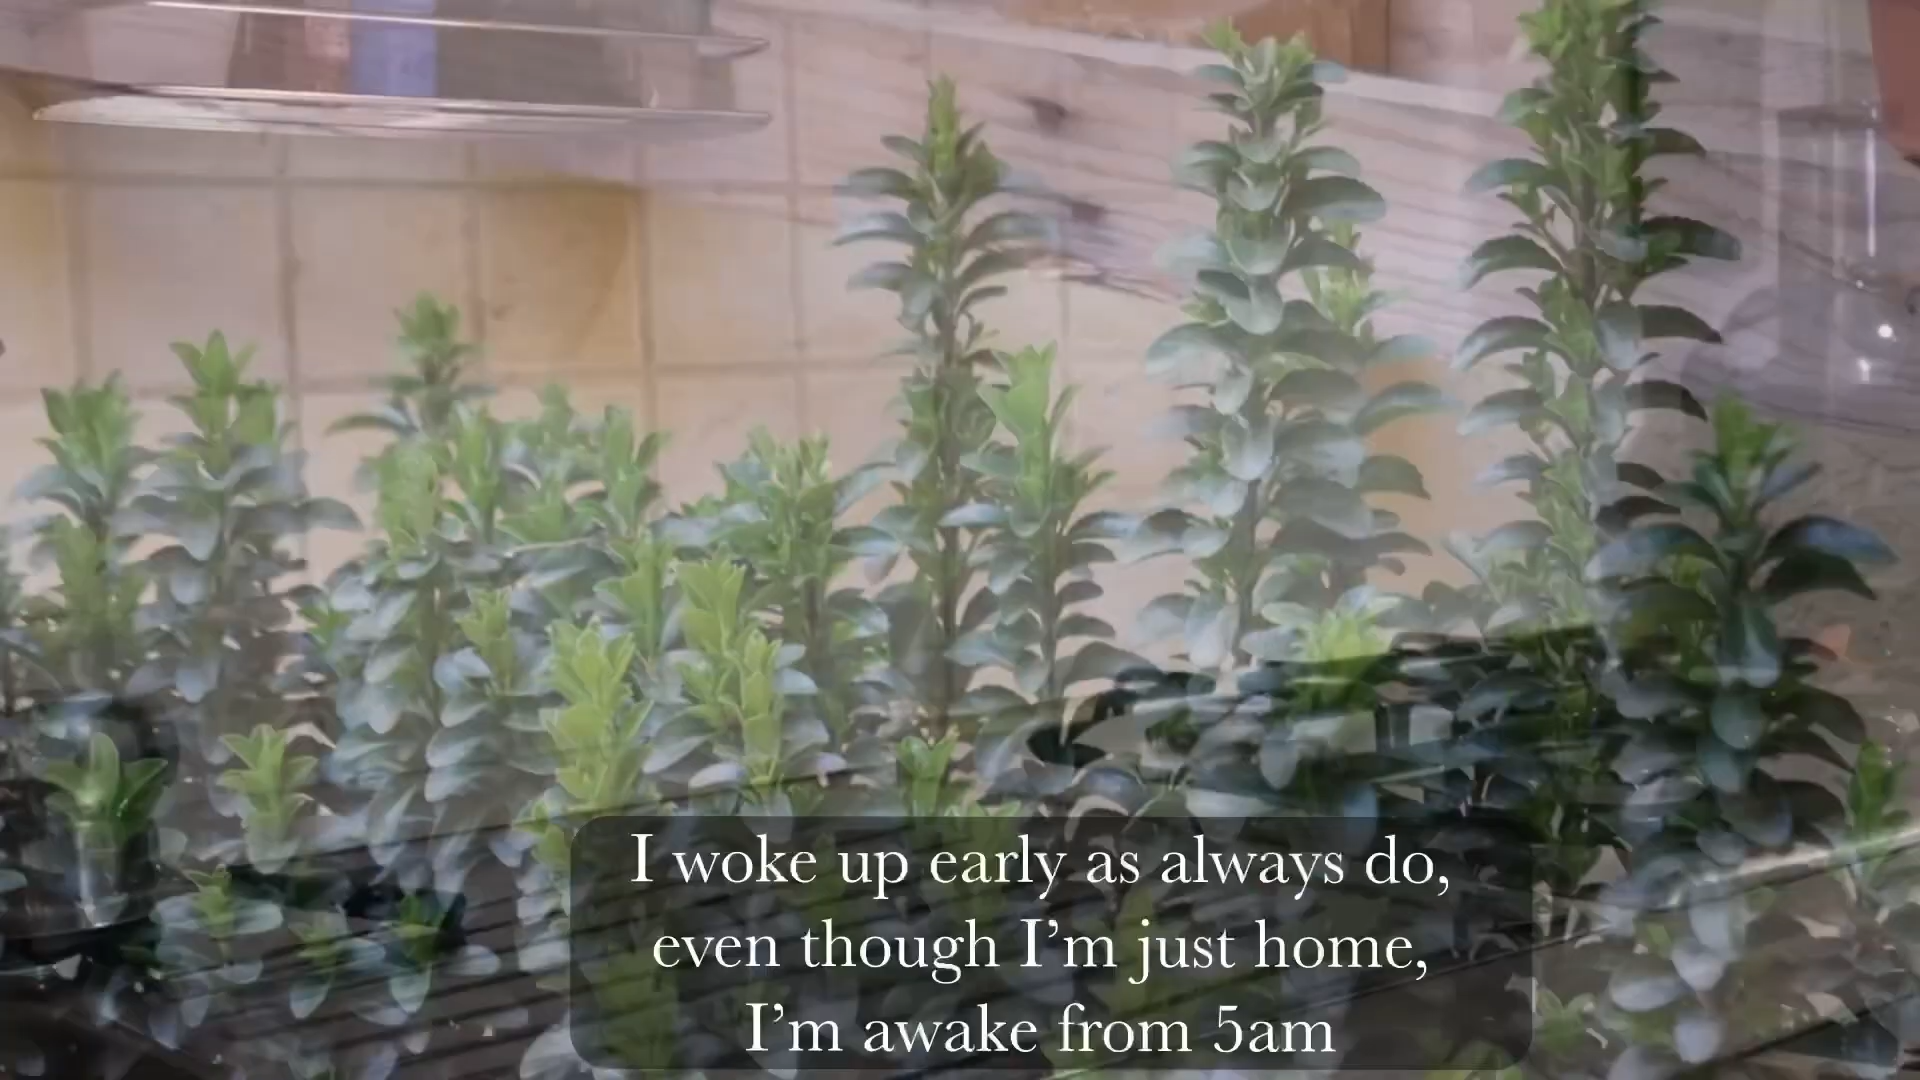 I woke up early as always do,
even though I’m just home,
I’m awake from 5am